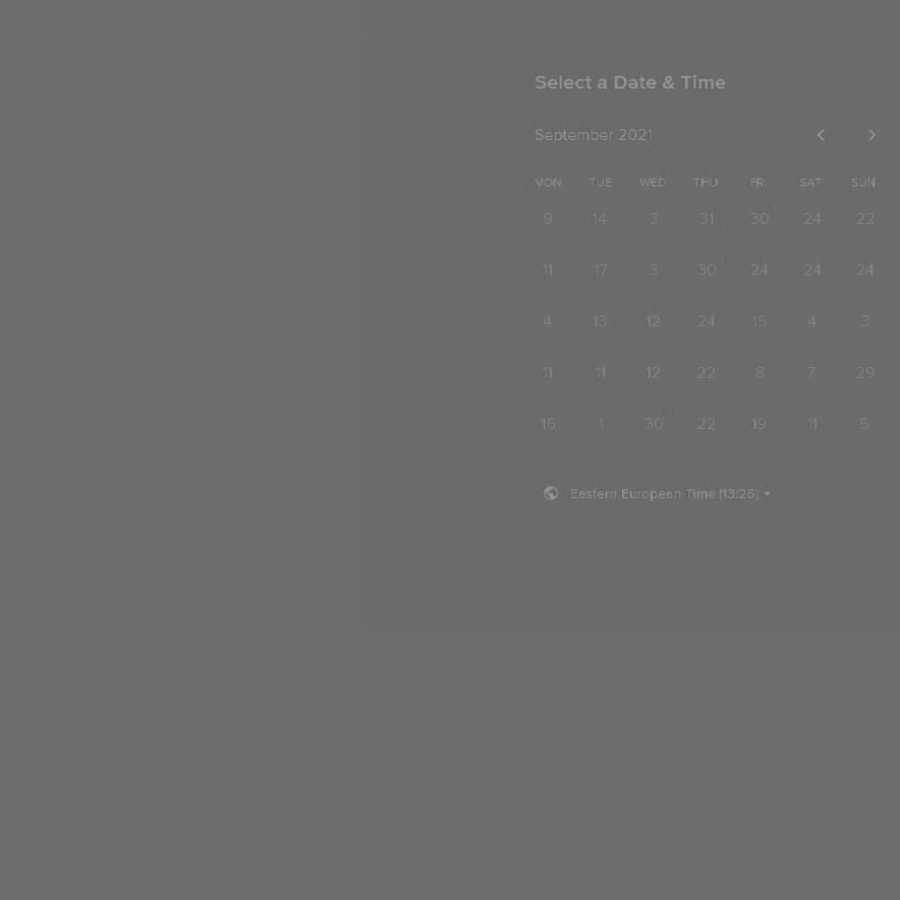 Select a Date & Time
September 2021
MON TUE WED THU FRI SAT SUN
9 14 3 31 30 24 22
11 17 3 30 24 24 24
4 13 12 24 15 4 3
11 11 12 22 8 7 29
15 1 30 22 19 11 5
Eastern European Time (13:26)